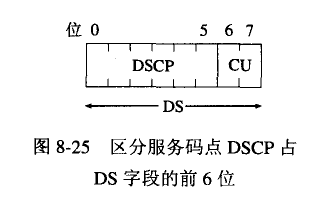 位 0 5 6 7
DSCP CU
DS
图 8-25 区分服务码点 DSCP 占
DS 字段的前 6 位